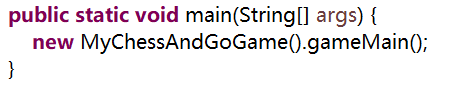 public static void main(String[] args) {
    new MyChessAndGoGame().gameMain();
}